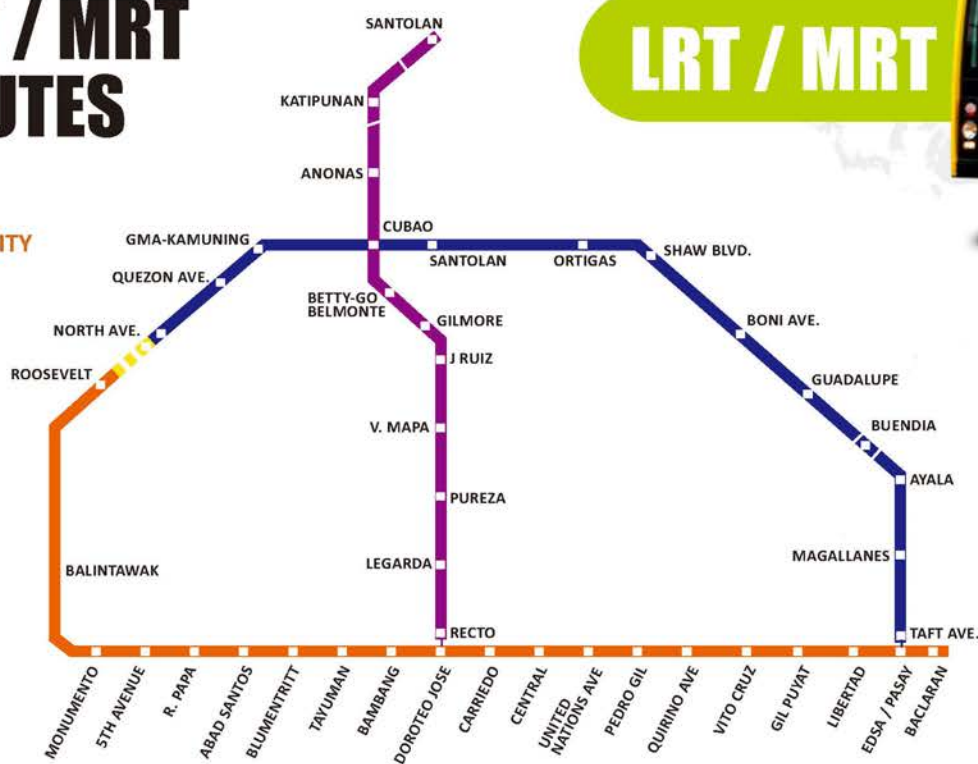 / MRT
UTES
LRT / MRT
ITY
SANTOLAN
KATIPUNAN
ANONAS
CUBAO
GMA-KAMUNING
SANTOLAN
ORTIGAS
SHAW BLVD.
QUEZON AVE.
BETTY-GO
BELMONTE
GILMORE
NORTH AVE.
BONI AVE.
J RUIZ
ROOSEVELT
GUADALUPE
V. MAPA
BUENDIA
AYALA
PUREZA
MAGALLANES
LEGARDA
BALINTAWAK
RECTO
TAFT AVE.
MONUMENTO
5TH AVENUE
R. PAPA
ABAD SANTOS
BLUMENTRITT
TAYUMAN
BAMBANG
DOROTEO JOSE
CARRIEDO
CENTRAL
UNITED
NATIONS AVE
PEDRO GIL
QUIRINO AVE
VITO CRUZ
GIL PUYAT
LIBERTAD
EDSA / PASAY
BACLARAN